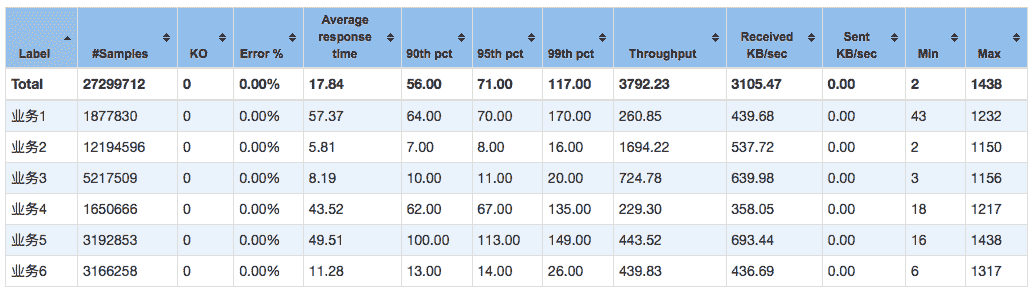 Label #Samples KO Error % Average response time 90th pct 95th pct 99th pct Throughput Received KB/sec Sent KB/sec Min Max
Total 27299712 0 0.00% 17.84 56.00 71.00 117.00 3792.23 3105.47 0.00 2 1438
业务1 1877830 0 0.00% 57.37 64.00 70.00 170.00 260.85 439.68 0.00 43 1232
业务2 12194596 0 0.00% 5.81 7.00 8.00 16.00 1694.22 537.72 0.00 2 1150
业务3 5217509 0 0.00% 8.19 10.00 11.00 20.00 724.78 639.98 0.00 3 1156
业务4 1650666 0 0.00% 43.52 62.00 67.00 135.00 229.30 358.05 0.00 18 1217
业务5 3192853 0 0.00% 49.51 100.00 113.00 149.00 443.52 693.44 0.00 16 1438
业务6 3166258 0 0.00% 11.28 13.00 14.00 26.00 439.83 436.69 0.00 6 1317